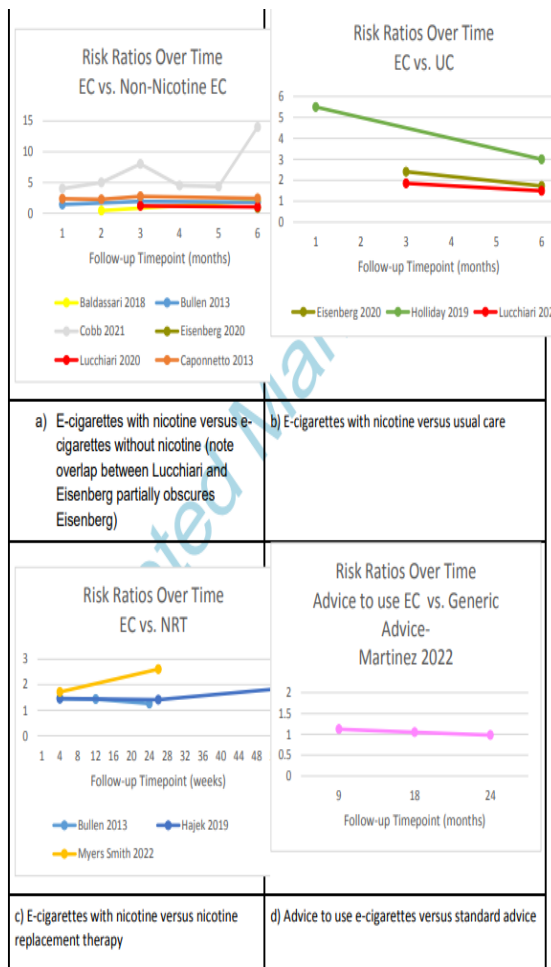 Risk Ratios Over Time
EC vs. Non-Nicotine EC
15
10
5
0
1 2 3 4 5 6
Follow-up Timepoint (months)
Baldassari 2018 Bullen 2013
Cobb 2021 Eisenberg 2020
Lucchiari 2020 Caponnetto 2013
Risk Ratios Over Time
EC vs. UC
6
5
4
3
2
1
0
1 2 3 4 5 6
Follow-up Timepoint (months)
Eisenberg 2020 Holliday 2019 Lucchiari 202
a) E-cigarettes with nicotine versus e-
cigarettes without nicotine (note
overlap between Lucchiari and
Eisenberg partially obscures
Eisenberg)
b) E-cigarettes with nicotine versus usual care
Risk Ratios Over Time
EC vs. NRT
3
2
1
0
1 4 8 12 16 20 24 28 32 36 40 44 48
Follow-up Timepoint (weeks)
Bullen 2013 Hajek 2019
Myers Smith 2022
Risk Ratios Over Time
Advice to use EC vs. Generic
Advice-
Martinez 2022
2
1.5
1
0.5
0
9 18 24
Follow-up Timepoint (months)
c) E-cigarettes with nicotine versus nicotine
replacement therapy
d) Advice to use e-cigarettes versus standard advice